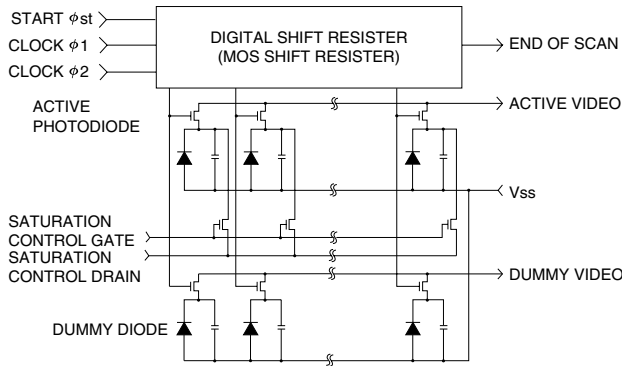 START ϕst
DIGITAL SHIFT RESISTER
(MOS SHIFT RESISTER)
CLOCK ϕ1
END OF SCAN
CLOCK ϕ2
ACTIVE
PHOTODIODE
ACTIVE VIDEO
Vss
SATURATION
CONTROL GATE
SATURATION
CONTROL DRAIN
DUMMY VIDEO
DUMMY DIODE